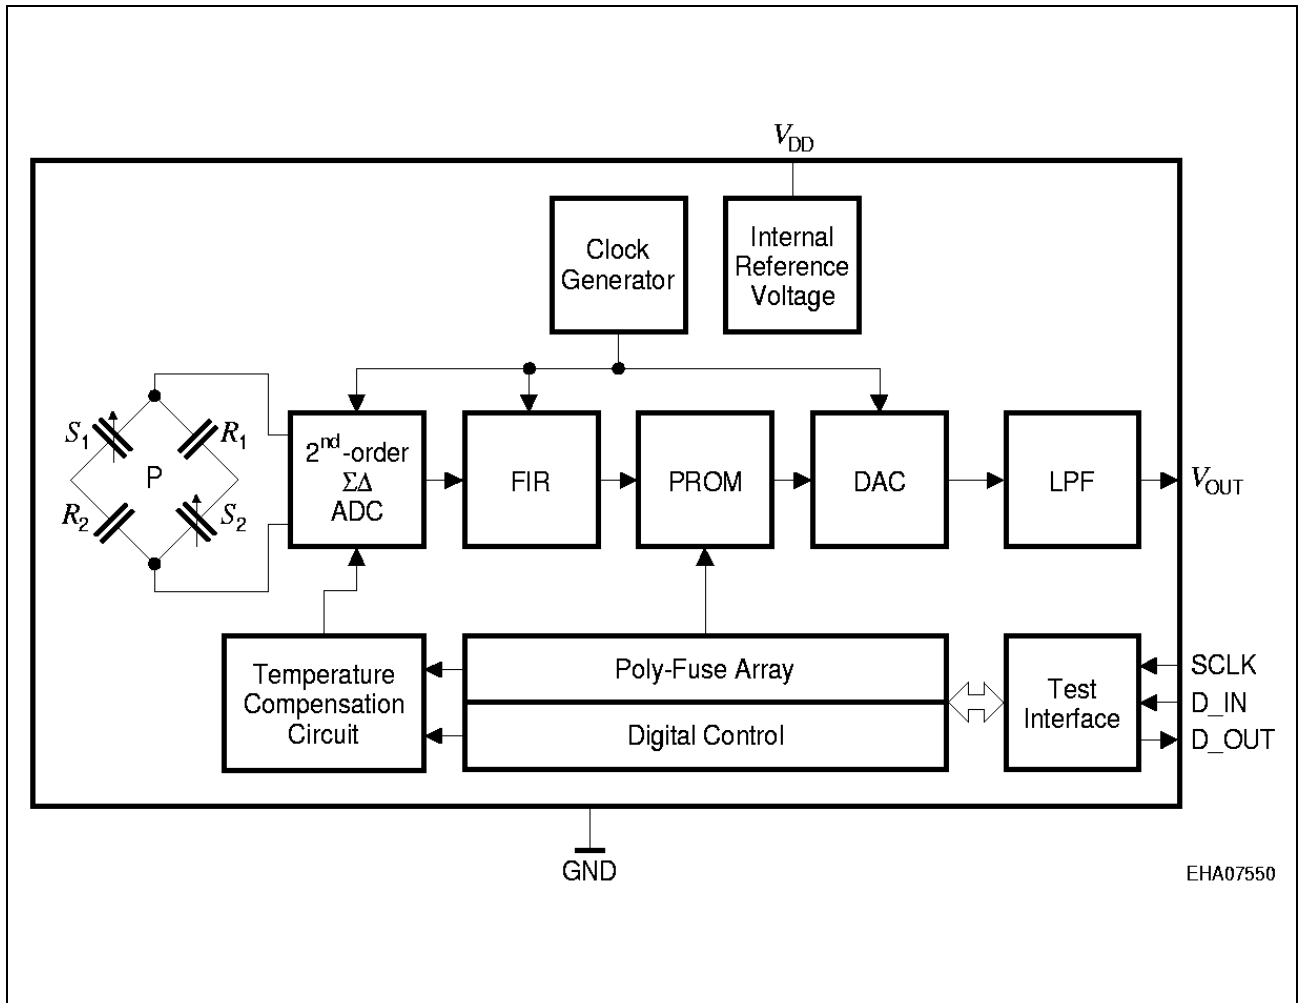 V_DD
Clock
Generator
Internal
Reference
Voltage
S_1
R_1
P
R_2
S_2
2^nd-order
ΣΔ
ADC
FIR
PROM
DAC
LPF
V_OUT
Temperature
Compensation
Circuit
Poly-Fuse Array
Digital Control
Test
Interface
SCLK
D_IN
D_OUT
GND
EHA07550